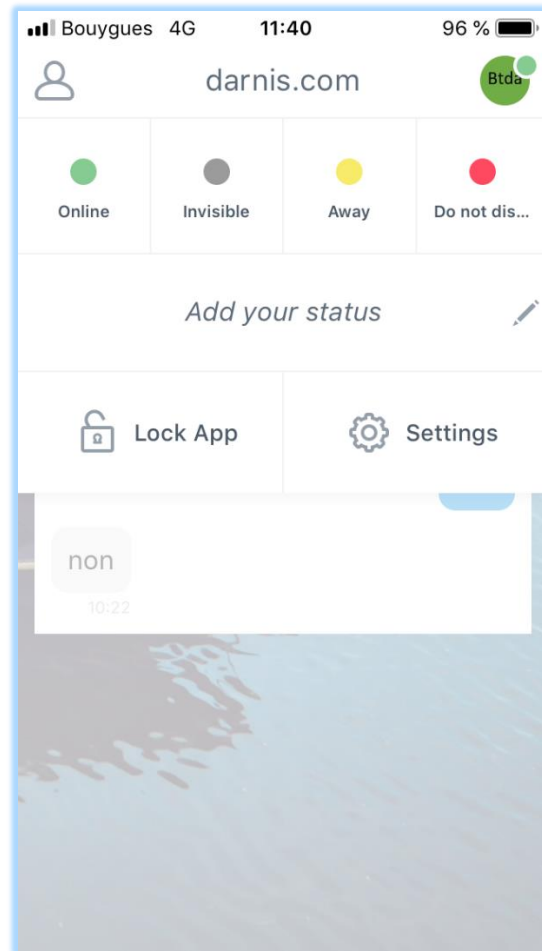 Bouygues 4G 11:40 96 %
darnis.com Btda
Online Invisible Away Do not dis...
Add your status
Lock App Settings
non
10:22